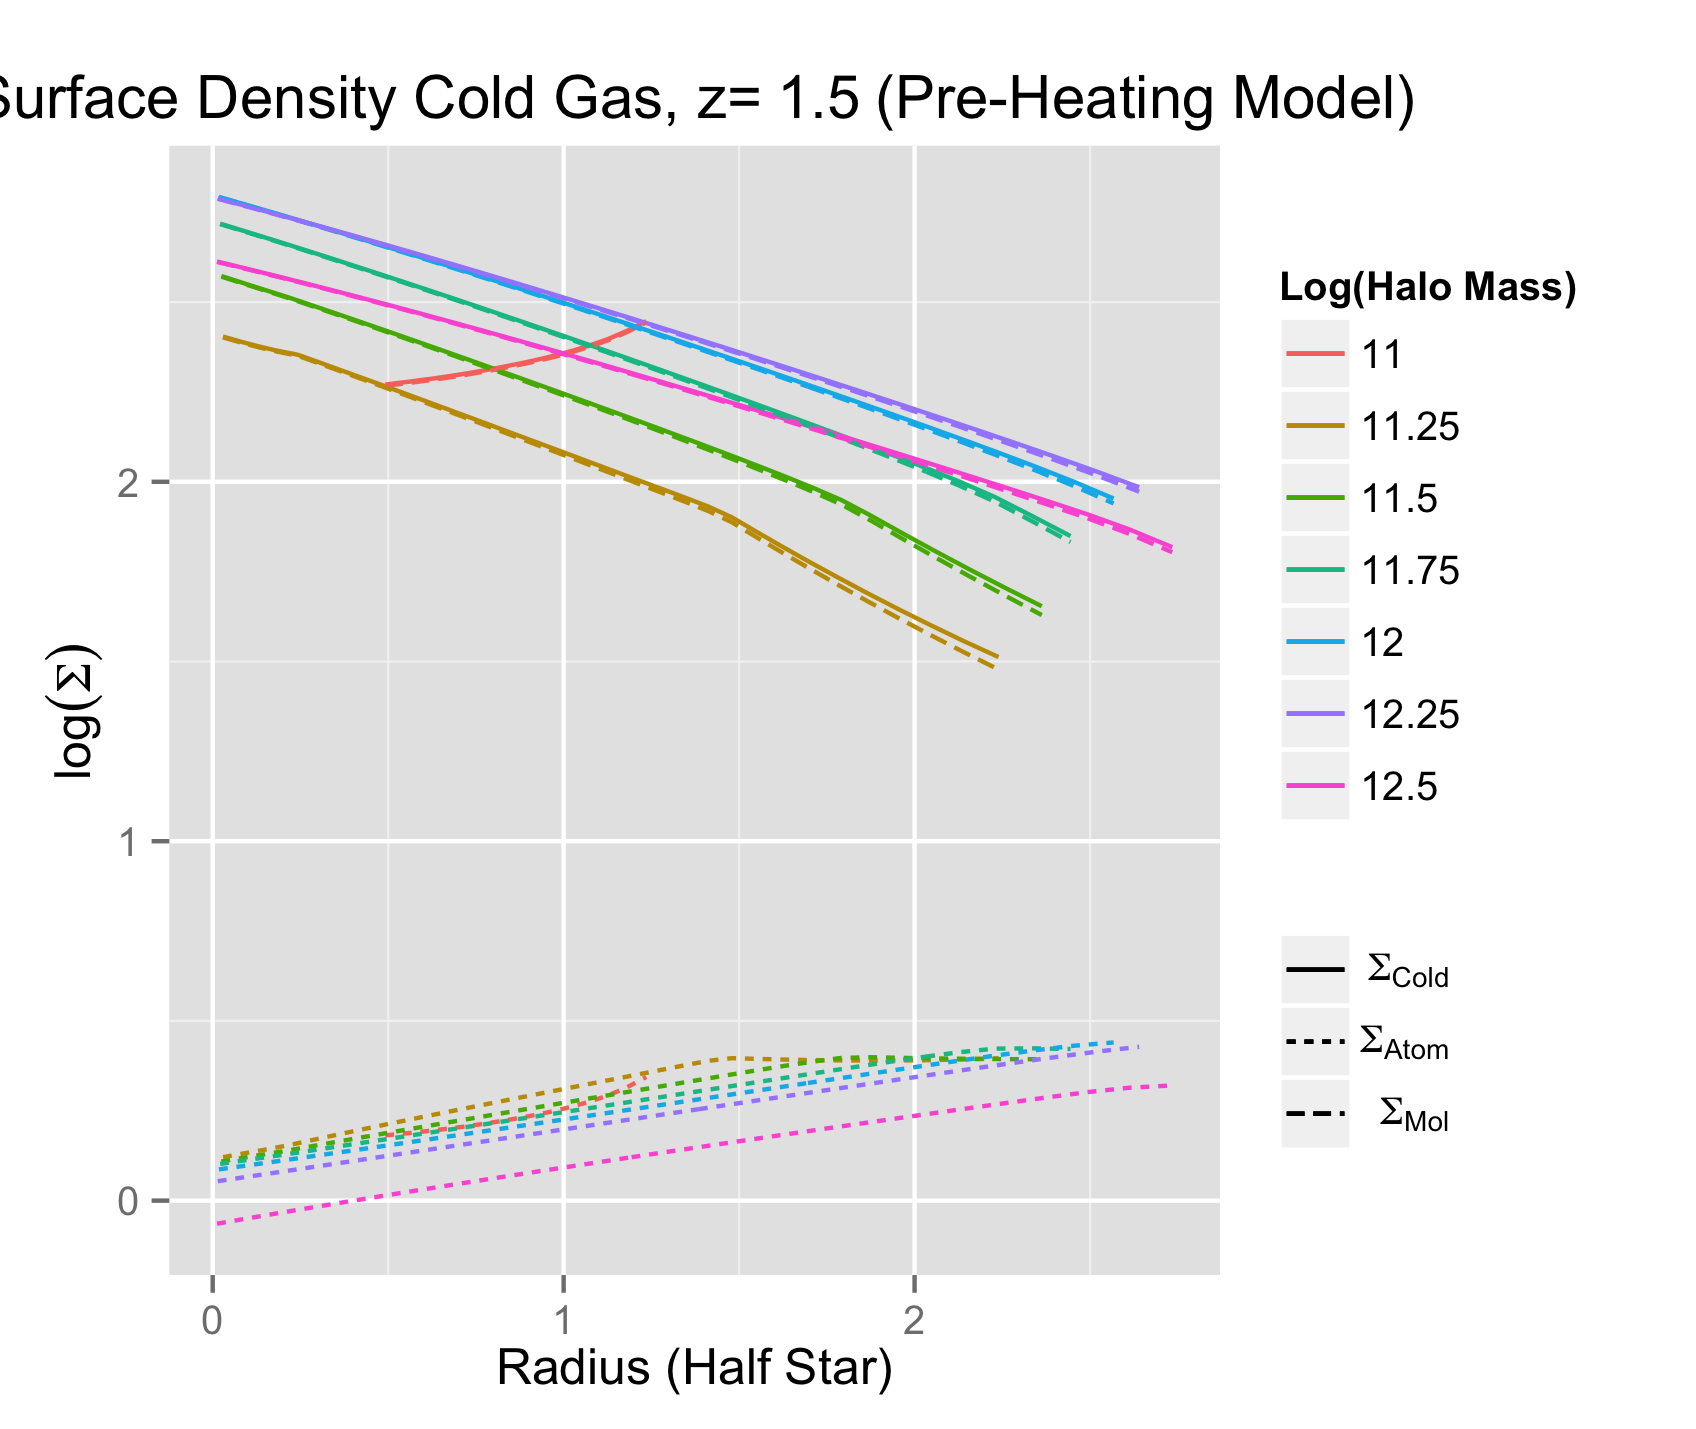 Surface Density Cold Gas, z= 1.5 (Pre-Heating Model)
log(Σ)
2
1
0
0 1 2
Radius (Half Star)
Log(Halo Mass)
11
11.25
11.5
11.75
12
12.25
12.5
ΣCold
ΣAtom
ΣMol